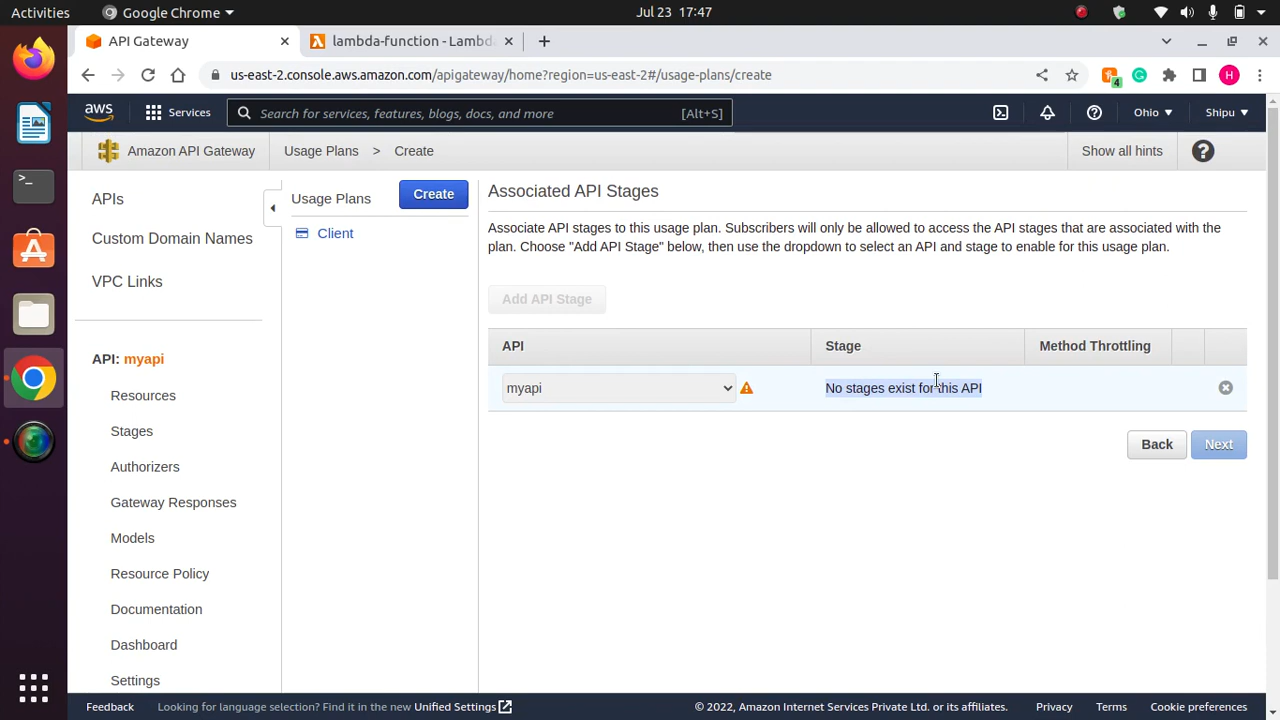 Activities
Google Chrome
Jul 23 17:47
API Gateway
lambda-function - Lambd
us-east-2.console.aws.amazon.com/apigateway/home?region=us-east-2#/usage-plans/create
4
H
aws
Services
Search for services, features, blogs, docs, and more
[Alt+S]
Ohio
Shipu
Amazon API Gateway
Usage Plans > Create
Show all hints
?
APIs
Custom Domain Names
VPC Links
API: myapi
Resources
Stages
Authorizers
Gateway Responses
Models
Resource Policy
Documentation
Dashboard
Settings
Usage Plans
Create
Client
Associated API Stages
Associate API stages to this usage plan. Subscribers will only be allowed to access the API stages that are associated with the
plan. Choose "Add API Stage" below, then use the dropdown to select an API and stage to enable for this usage plan.
Add API Stage
API Stage Method Throttling
myapi No stages exist for this API
Back Next
Feedback
Looking for language selection? Find it in the new Unified Settings
© 2022, Amazon Internet Services Private Ltd. or its affiliates.
Privacy Terms Cookie preferences